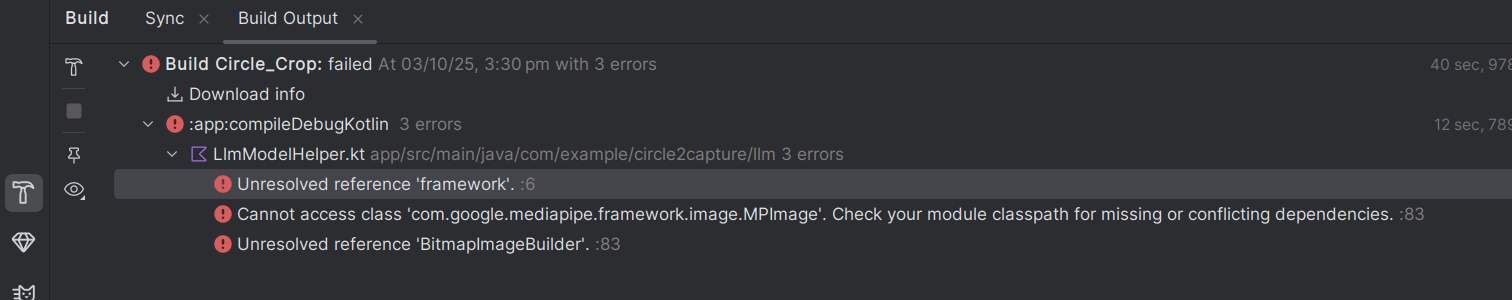 Build Sync × Build Output ×
Build Circle_Crop: failed At 03/10/25, 3:30 pm with 3 errors 40 sec, 978
Download info
:app:compileDebugKotlin 3 errors 12 sec, 789
LlmModelHelper.kt app/src/main/java/com/example/circle2capture/llm 3 errors
Unresolved reference 'framework'. :6
Cannot access class 'com.google.mediapipe.framework.image.MPImage'. Check your module classpath for missing or conflicting dependencies. :83
Unresolved reference 'BitmapImageBuilder'. :83